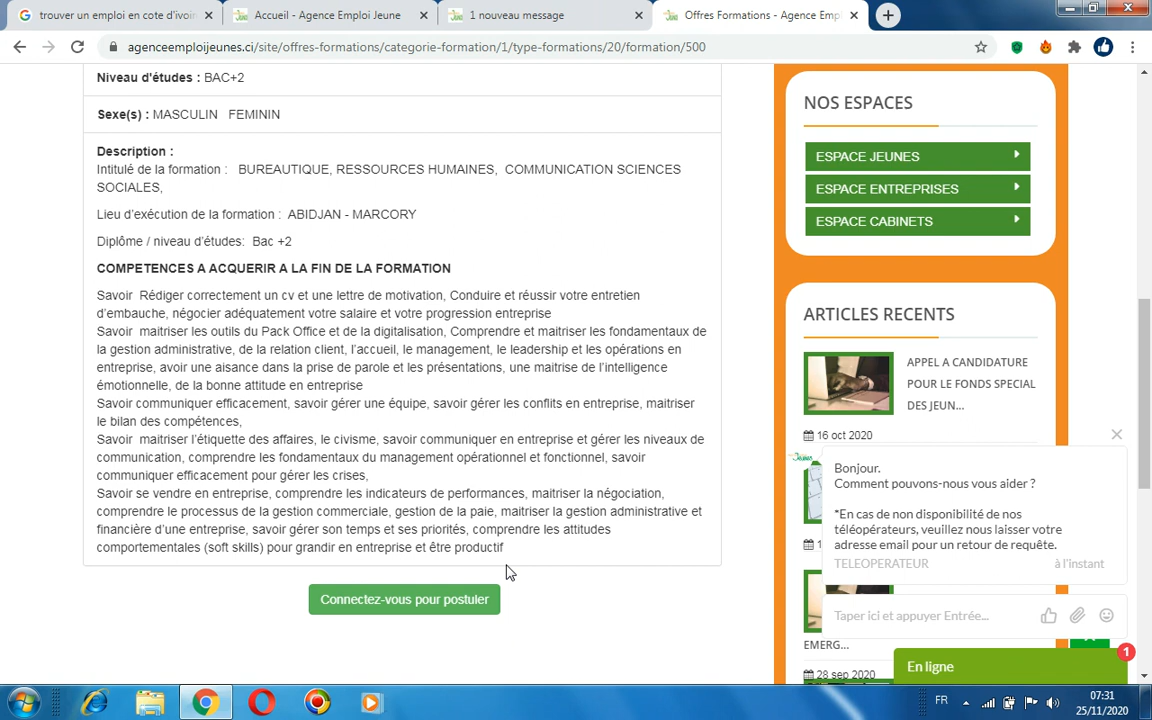 trouver un emploi en cote d'ivoir
Accueil - Agence Emploi Jeune
1 nouveau message
Offres Formations - Agence Emp
agenceemploijeunes.ci/site/offres-formations/categorie-formation/1/type-formations/20/formation/500
Niveau d'études : BAC+2
Sexe(s) : MASCULIN FEMININ
Description :
Intitulé de la formation : BUREAUTIQUE, RESSOURCES HUMAINES, COMMUNICATION SCIENCES
SOCIALES,
Lieu d'exécution de la formation : ABIDJAN - MARCORY
Diplôme / niveau d'études: Bac +2
COMPETENCES A ACQUERIR A LA FIN DE LA FORMATION
Savoir Rédiger correctement un cv et une lettre de motivation, Conduire et réussir votre entretien
d'embauche, négocier adéquatement votre salaire et votre progression entreprise
Savoir maitriser les outils du Pack Office et de la digitalisation, Comprendre et maitriser les fondamentaux de
la gestion administrative, de la relation client, l'accueil, le management, le leadership et les opérations en
entreprise, avoir une aisance dans la prise de parole et les présentations, une maitrise de l'intelligence
émotionnelle, de la bonne attitude en entreprise
Savoir communiquer efficacement, savoir gérer une équipe, savoir gérer les conflits en entreprise, maitriser
le bilan des compétences,
Savoir maitriser l'étiquette des affaires, le civisme, savoir communiquer en entreprise et gérer les niveaux de
communication, comprendre les fondamentaux du management opérationnel et fonctionnel, savoir
communiquer efficacement pour gérer les crises,
Savoir se vendre en entreprise, comprendre les indicateurs de performances, maitriser la négociation,
comprendre le processus de la gestion commerciale, gestion de la paie, maitriser la gestion administrative et
financière d'une entreprise, savoir gérer son temps et ses priorités, comprendre les attitudes
comportementales (soft skills) pour grandir en entreprise et être productif
Connectez-vous pour postuler
NOS ESPACES
ESPACE JEUNES
ESPACE ENTREPRISES
ESPACE CABINETS
ARTICLES RECENTS
APPEL A CANDIDATURE
POUR LE FONDS SPECIAL
DES JEUN...
16 oct 2020
Bonjour.
Comment pouvons-nous vous aider ?
*En cas de non disponibilité de nos
téléopérateurs, veuillez nous laisser votre
adresse email pour un retour de requête.
TELEOPERATEUR à l'instant
Taper ici et appuyer Entrée...
EMERG...
28 sep 2020
En ligne
1
FR
07:31
25/11/2020